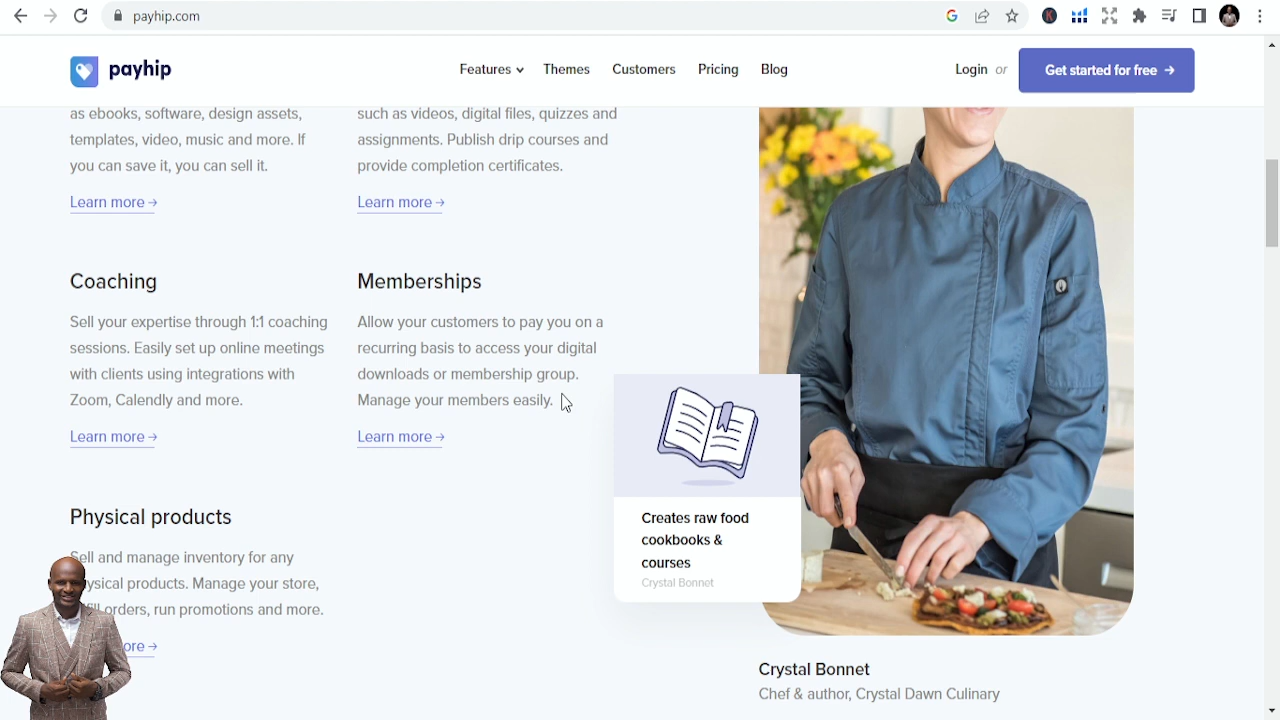 payhip.com
payhip
Features
Themes
Customers
Pricing
Blog
Login or
Get started for free →
as ebooks, software, design assets,
templates, video, music and more. If
you can save it, you can sell it.
Learn more →
such as videos, digital files, quizzes and
assignments. Publish drip courses and
provide completion certificates.
Learn more →
Coaching
Sell your expertise through 1:1 coaching
sessions. Easily set up online meetings
with clients using integrations with
Zoom, Calendly and more.
Learn more →
Memberships
Allow your customers to pay you on a
recurring basis to access your digital
downloads or membership group.
Manage your members easily.
Learn more →
Physical products
Sell and manage inventory for any
physical products. Manage your store,
orders, run promotions and more.
more →
Creates raw food
cookbooks &
courses
Crystal Bonnet
Crystal Bonnet
Chef & author, Crystal Dawn Culinary